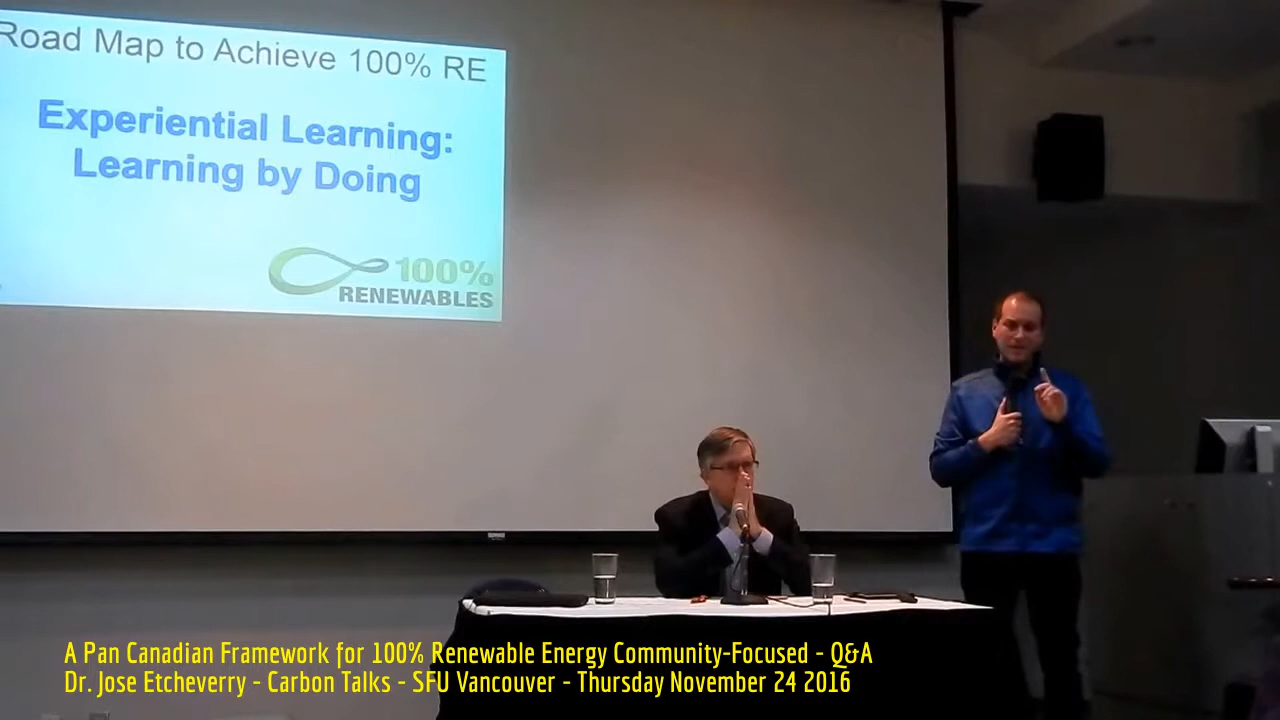 Road Map to Achieve 100% RE
Experiential Learning:
Learning by Doing
100%
RENEWABLES
A Pan Canadian Framework for 100% Renewable Energy Community-Focused - Q&A
Dr. Jose Etcheverry - Carbon Talks - SFU Vancouver - Thursday November 24 2016